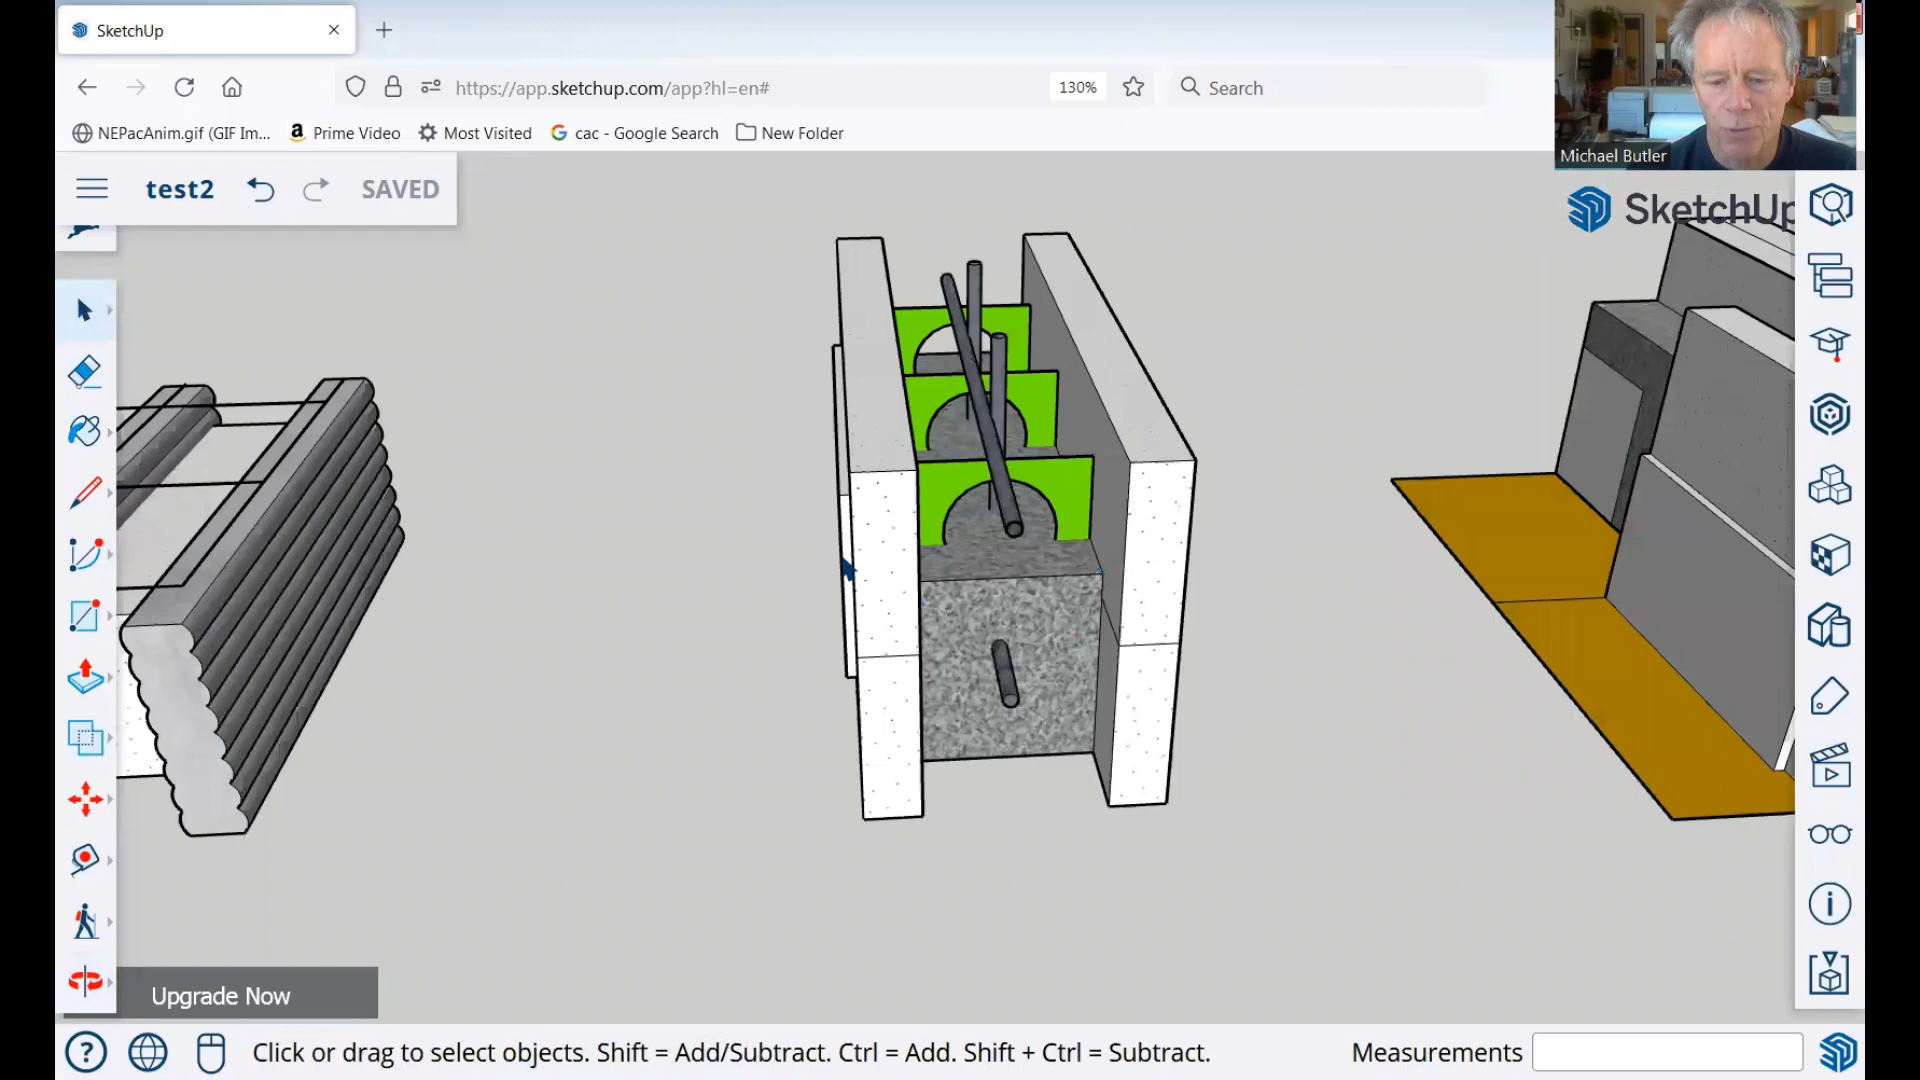 SketchUp
https://app.sketchup.com/app?hl=en#
130%
Search
NEPacAnim.gif (GIF Im...
Prime Video
Most Visited
cac - Google Search
New Folder
Michael Butler
test2
SAVED
SketchUp
Upgrade Now
Click or drag to select objects. Shift = Add/Subtract. Ctrl = Add. Shift + Ctrl = Subtract.
Measurements